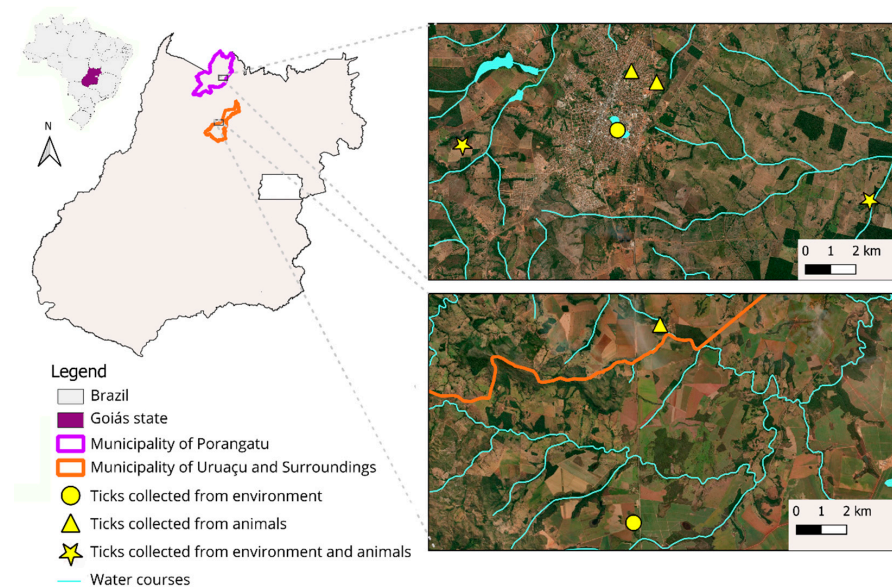 N
0 1 2 km
0 1 2 km
Legend
Brazil
Goiás state
Municipality of Porangatu
Municipality of Uruaçu and Surroundings
Ticks collected from environment
Ticks collected from animals
Ticks collected from environment and animals
Water courses